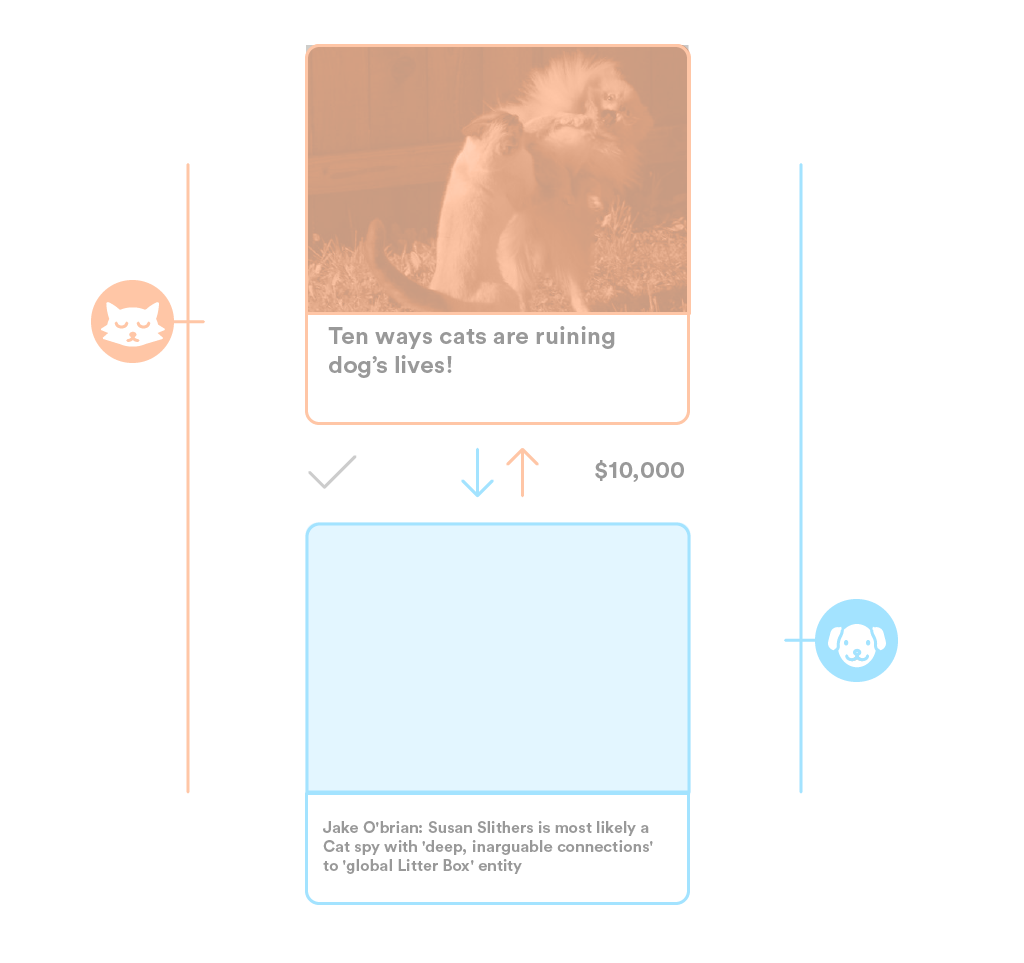 Ten ways cats are ruining
dog’s lives!
$10,000
Jake O'brian: Susan Slithers is most likely a
Cat spy with 'deep, inarguable connections'
to 'global Litter Box' entity